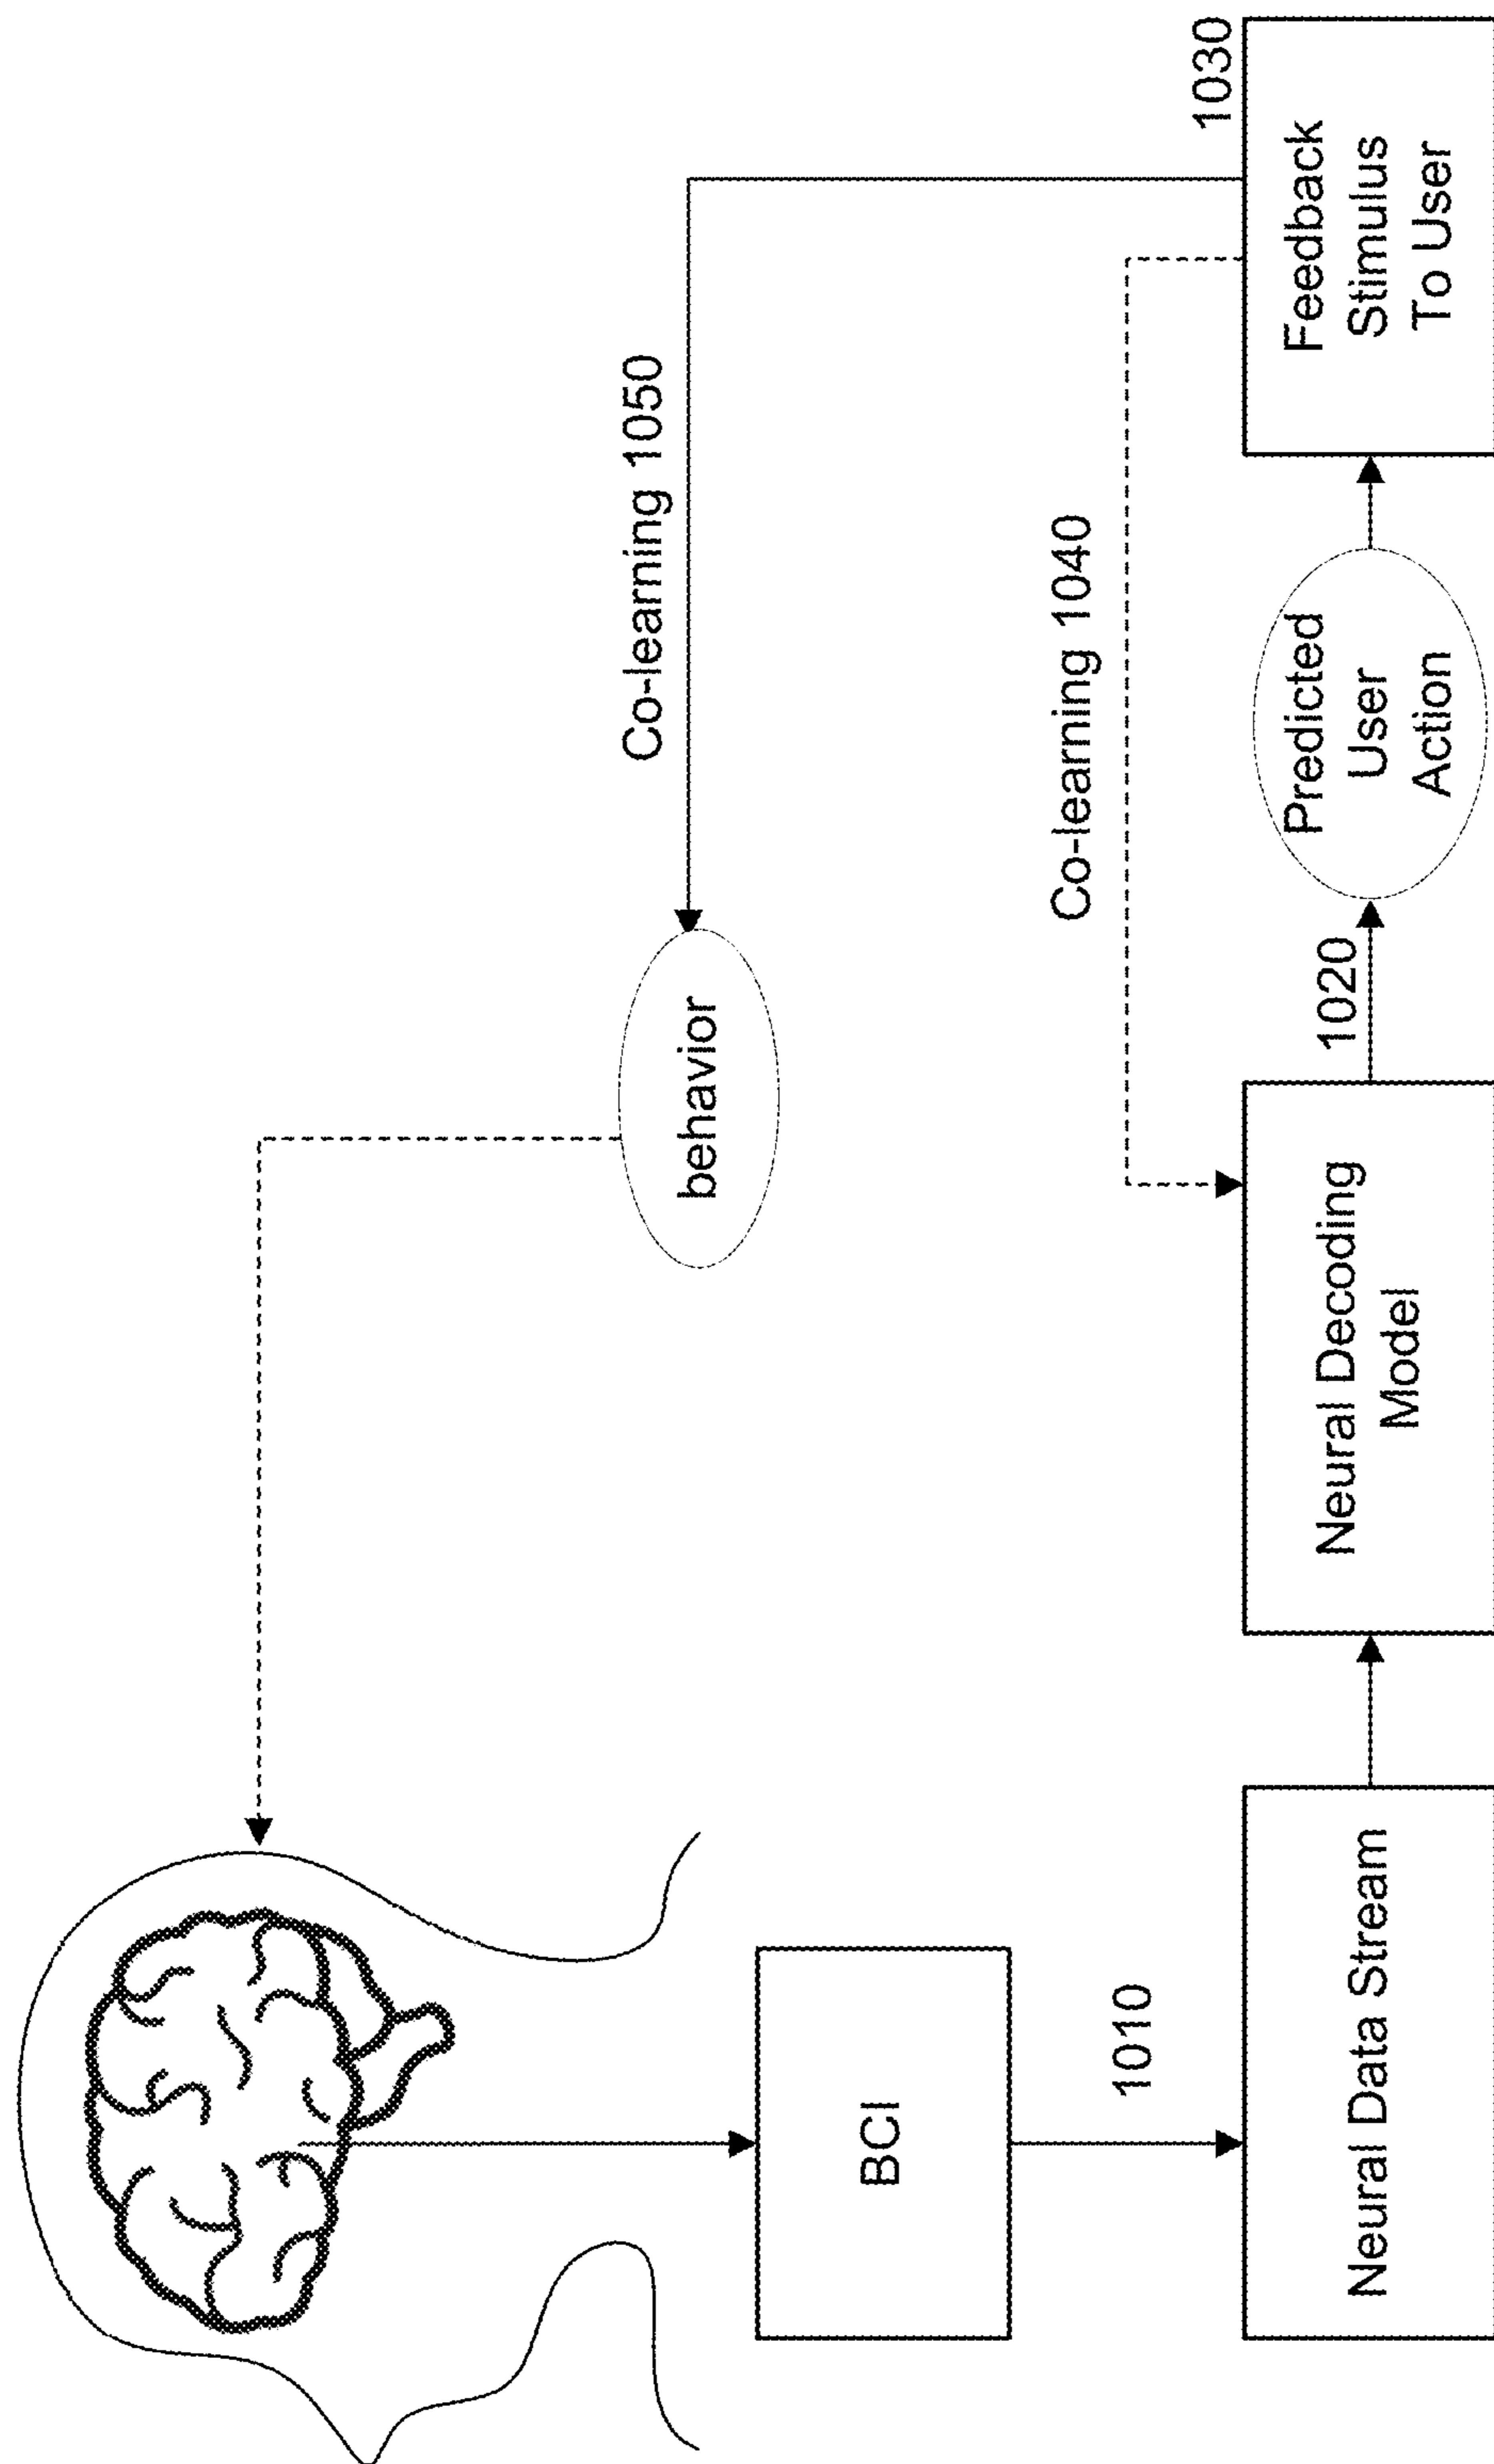 Co-learning 1050
behavior
BCI
1010
Co-learning 1040
1020
1030
Neural Data Stream
Neural Decoding
Model
Predicted
User
Action
Feedback
Stimulus
To User